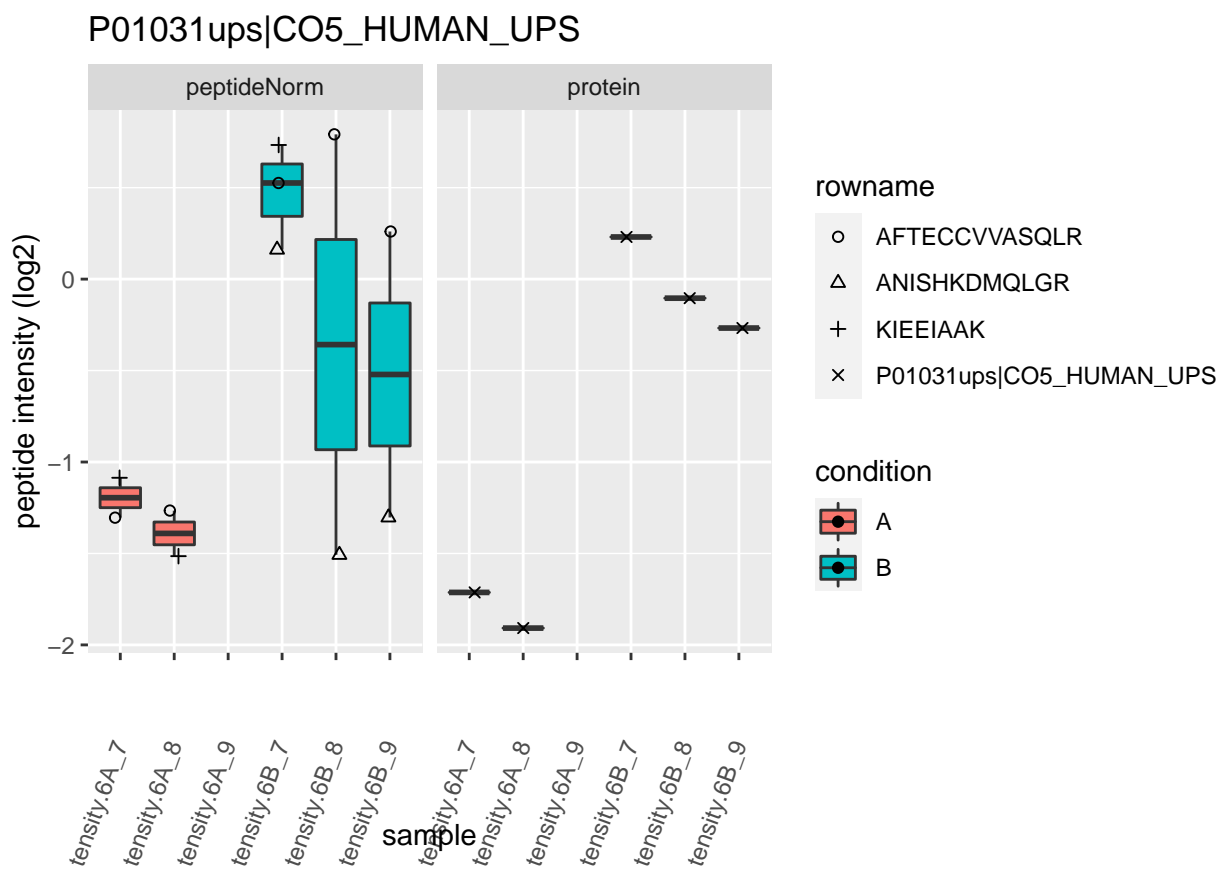 P01031ups|CO5_HUMAN_UPS
peptideNorm
protein
peptide intensity (log2)
0
−1
−2
tensity.6A_7
tensity.6A_8
tensity.6A_9
tensity.6B_7
tensity.6B_8
tensity.6B_9
tensity.6A_7
tensity.6A_8
tensity.6A_9
tensity.6B_7
tensity.6B_8
tensity.6B_9
sample
rowname
AFTECCVVASQLR
ANISHKDMQLGR
KIEEIAAK
P01031ups|CO5_HUMAN_UPS
condition
A
B